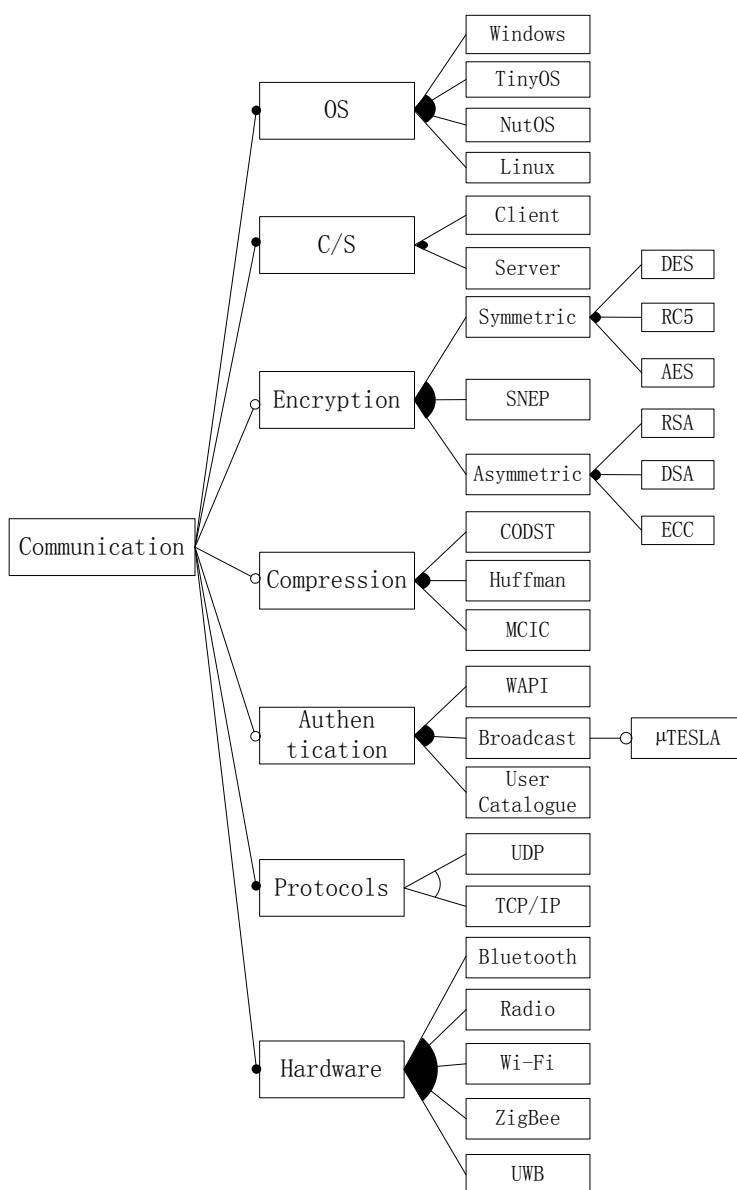 Communication
OS
Windows
TinyOS
NutOS
Linux
C/S
Client
Server
Encryption
Symmetric
DES
RC5
AES
SNEP
Asymmetric
RSA
DSA
ECC
Compression
CODST
Huffman
MCIC
Authen
tication
WAPI
Broadcast
μTESLA
User
Catalogue
Protocols
UDP
TCP/IP
Hardware
Bluetooth
Radio
Wi-Fi
ZigBee
UWB